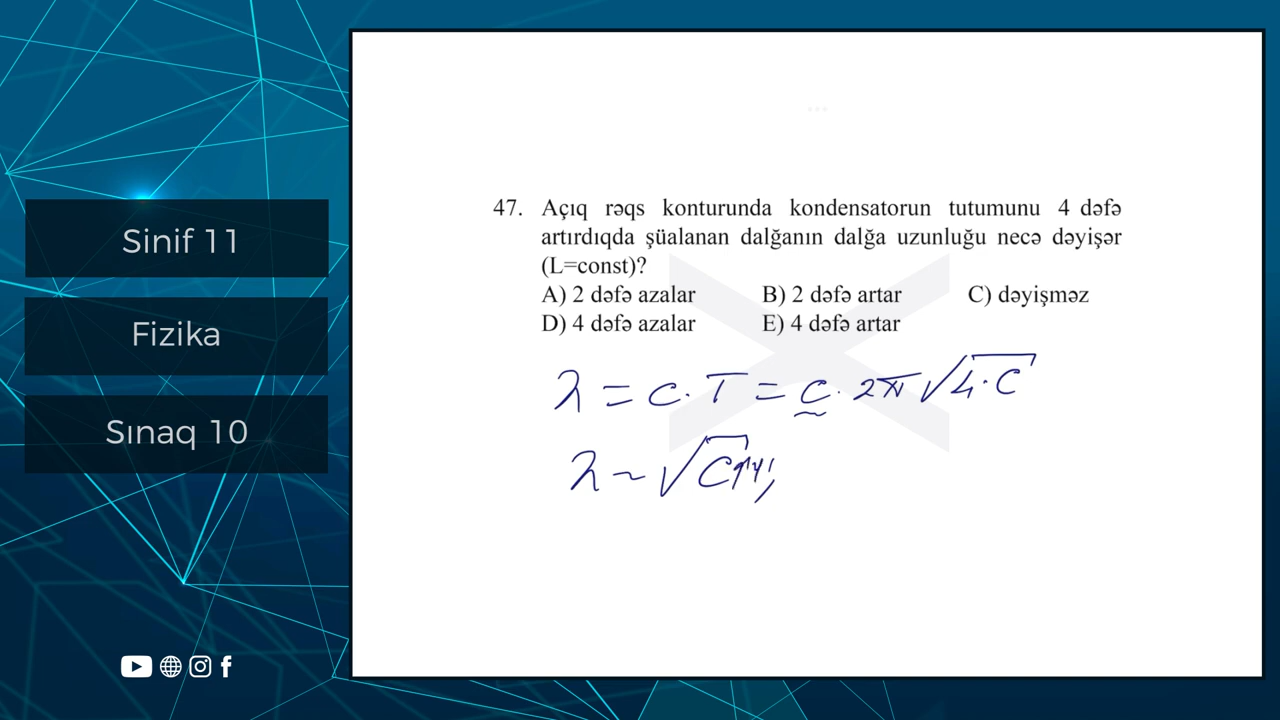 Sinif 11
Fizika
Sınaq 10
47. Açıq rəqs konturunda kondensatorun tutumunu 4 dəfə
artırdıqda şüalanan dalğanın dalğa uzunluğu necə dəyişər
(L=const)?
A) 2 dəfə azalar B) 2 dəfə artar C) dəyişməz
D) 4 dəfə azalar E) 4 dəfə artar
λ = c · T = c · 2π √L·C
λ ~ √C↑4